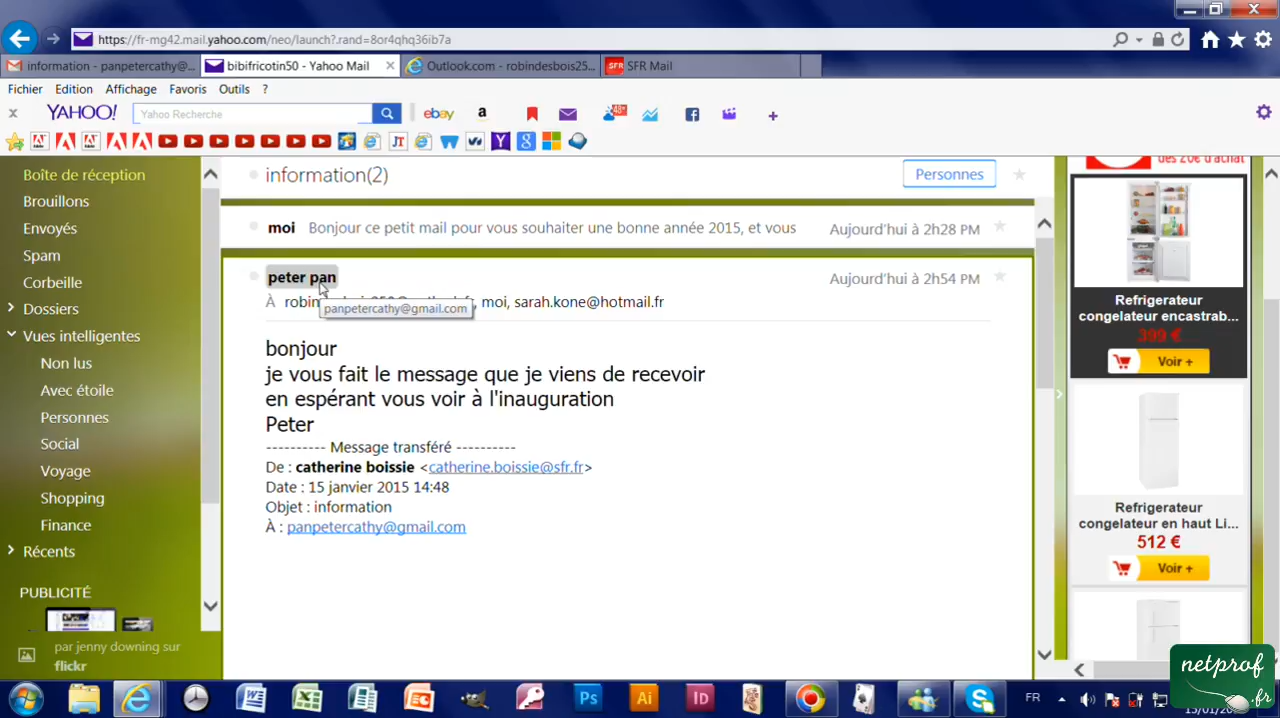 https://fr-mg42.mail.yahoo.com/neo/launch?.rand=8or4qhq36ib7a
information - panpetercathy@...
bibifricotin50 - Yahoo Mail
Outlook.com - robindesbois25...
SFR SFR Mail
Fichier Edition Affichage Favoris Outils ?
x YAHOO! Yahoo Recherche ebay a 48+ +
Boîte de réception
Brouillons
Envoyés
Spam
Corbeille
Dossiers
Vues intelligentes
Non lus
Avec étoile
Personnes
Social
Voyage
Shopping
Finance
Récents
PUBLICITÉ
par jenny downing sur
flickr
information(2)
Personnes
moi Bonjour ce petit mail pour vous souhaiter une bonne année 2015, et vous Aujourd'hui à 2h28 PM
peter pan Aujourd'hui à 2h54 PM
À moi, sarah.kone@hotmail.fr
panpetercathy@gmail.com
bonjour
je vous fait le message que je viens de recevoir
en espérant vous voir à l'inauguration
Peter
---------- Message transféré ----------
De : catherine boissie <catherine.boissie@sfr.fr>
Date : 15 janvier 2015 14:48
Objet : information
À : panpetercathy@gmail.com
dès 20€ d'achat
Refrigerateur
congelateur encastrab...
399 €
Voir +
Refrigerateur
congelateur en haut Li...
512 €
Voir +
netprof
.fr
Ps Ai Id
FR